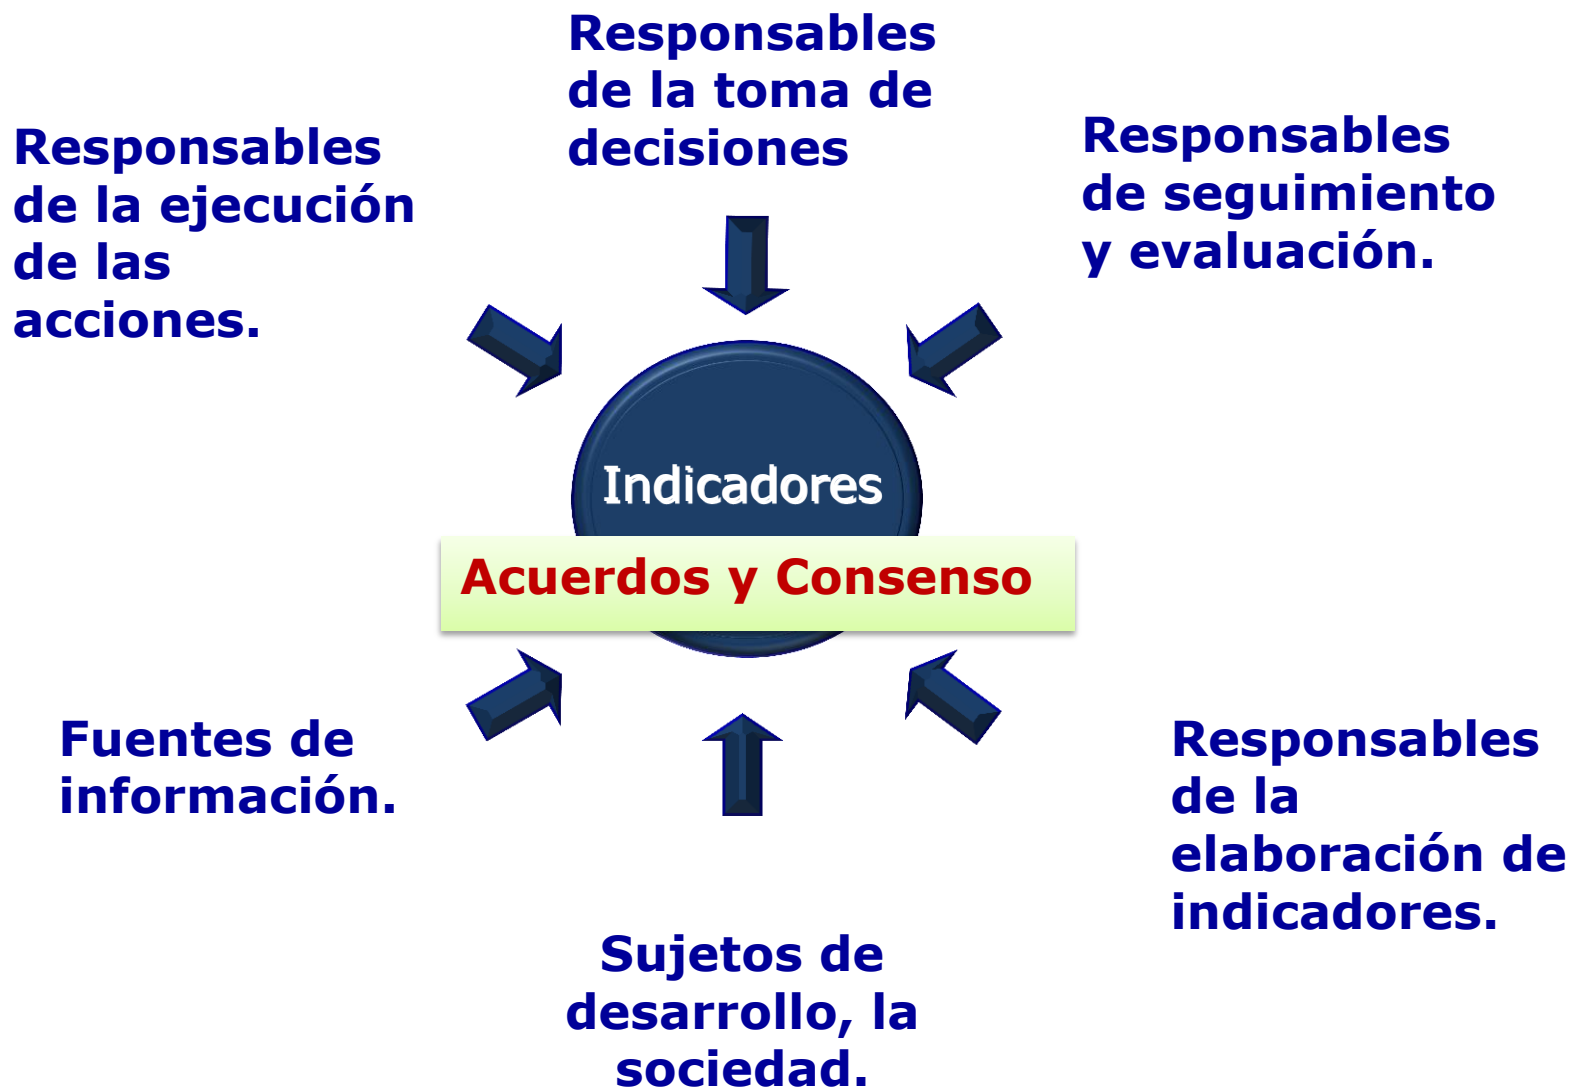 Responsables
de la toma de
decisiones
Responsables
de la ejecución
de las
acciones.
Responsables
de seguimiento
y evaluación.
Indicadores
Acuerdos y Consenso
Fuentes de
información.
Responsables
de la
elaboración de
indicadores.
Sujetos de
desarrollo, la
sociedad.